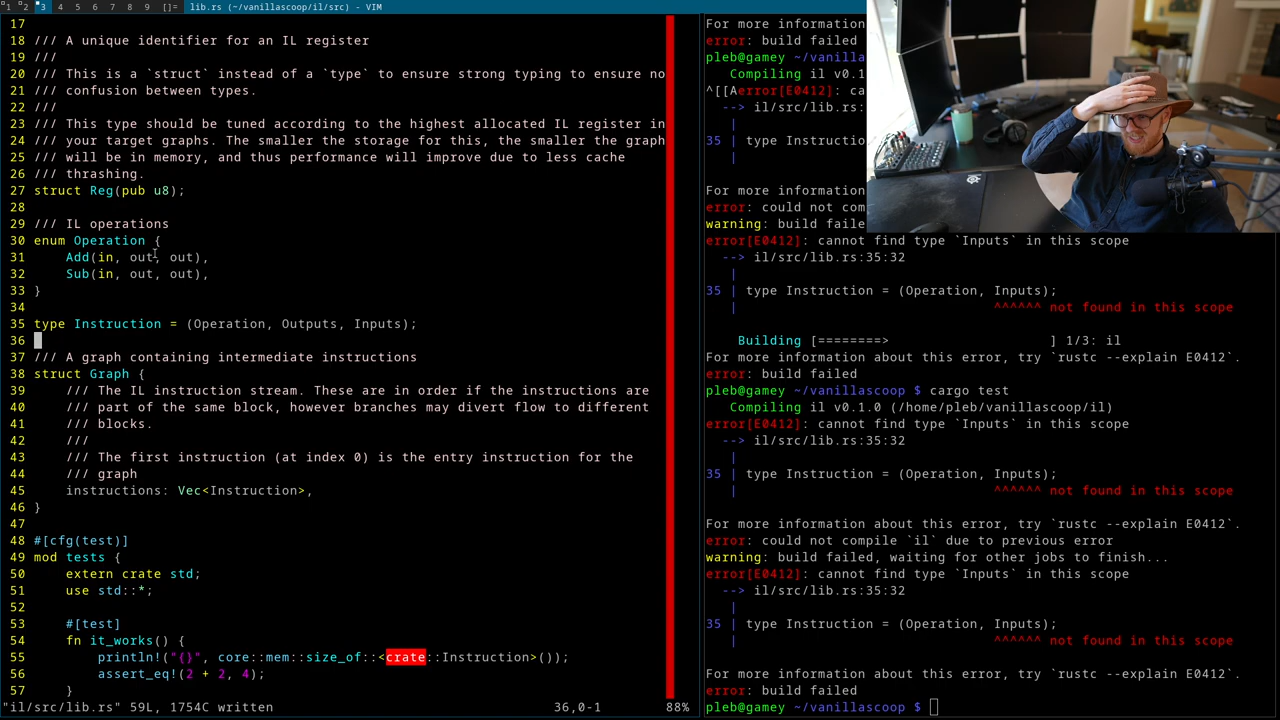 1 2 3 4 5 6 7 8 9 []= lib.rs (~/vanillascoop/il/src) - VIM
17
18 /// A unique identifier for an IL register
19 ///
20 /// This is a `struct` instead of a `type` to ensure strong typing to ensure no
21 /// confusion between types.
22 ///
23 /// This type should be tuned according to the highest allocated IL register in
24 /// your target graphs. The smaller the storage for this, the smaller the graph
25 /// will be in memory, and thus performance will improve due to less cache
26 /// thrashing.
27 struct Reg(pub u8);
28
29 /// IL operations
30 enum Operation {
31     Add(in, out, out),
32     Sub(in, out, out),
33 }
34
35 type Instruction = (Operation, Outputs, Inputs);
36
37 /// A graph containing intermediate instructions
38 struct Graph {
39     /// The IL instruction stream. These are in order if the instructions are
40     /// part of the same block, however branches may divert flow to different
41     /// blocks.
42     ///
43     /// The first instruction (at index 0) is the entry instruction for the
44     /// graph
45     instructions: Vec<Instruction>,
46 }
47
48 #[cfg(test)]
49 mod tests {
50     extern crate std;
51     use std::*;
52
53     #[test]
54     fn it_works() {
55         println!("{}", core::mem::size_of::<crate::Instruction>());
56         assert_eq!(2 + 2, 4);
57     }
"il/src/lib.rs" 59L, 1754C written 36,0-1 88%
For more information
error: build failed
pleb@gamey ~/vanilla
Compiling il v0.1
^[[Aerror[E0412]: ca
--> il/src/lib.rs:
|
35 | type Instructio
|
For more information
error: could not com
warning: build faile
error[E0412]: cannot find type `Inputs` in this scope
--> il/src/lib.rs:35:32
|
35 | type Instruction = (Operation, Inputs);
| ^^^^^^ not found in this scope
Building [========> ] 1/3: il
For more information about this error, try `rustc --explain E0412`.
error: build failed
pleb@gamey ~/vanillascoop $ cargo test
Compiling il v0.1.0 (/home/pleb/vanillascoop/il)
error[E0412]: cannot find type `Inputs` in this scope
--> il/src/lib.rs:35:32
|
35 | type Instruction = (Operation, Inputs);
| ^^^^^^ not found in this scope
For more information about this error, try `rustc --explain E0412`.
error: could not compile `il` due to previous error
warning: build failed, waiting for other jobs to finish...
error[E0412]: cannot find type `Inputs` in this scope
--> il/src/lib.rs:35:32
|
35 | type Instruction = (Operation, Inputs);
| ^^^^^^ not found in this scope
For more information about this error, try `rustc --explain E0412`.
error: build failed
pleb@gamey ~/vanillascoop $